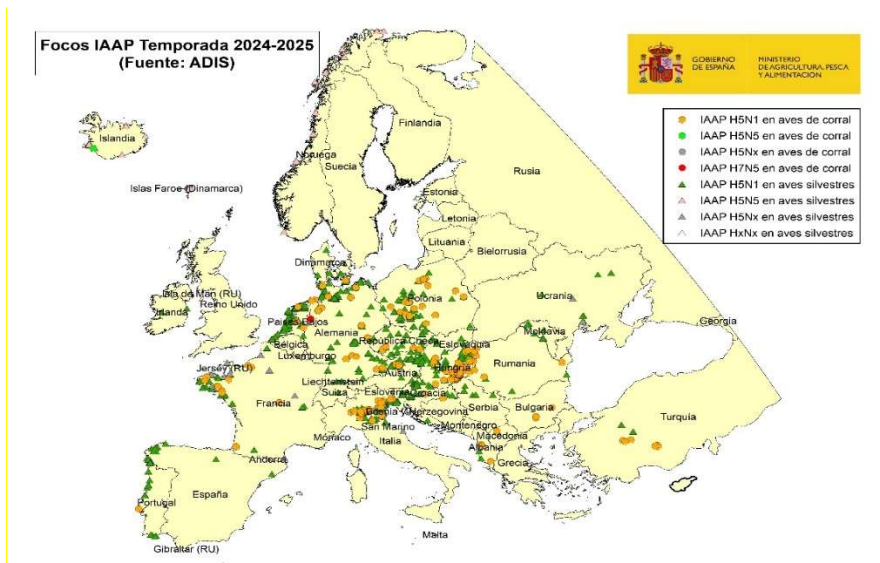 Focos IAAP Temporada 2024-2025
(Fuente: ADIS)
GOBIERNO
DE ESPAÑA
MINISTERIO
DE AGRICULTURA, PESCA
Y ALIMENTACIÓN
IAAP H5N1 en aves de corral
IAAP H5N5 en aves de corral
IAAP H5Nx en aves de corral
IAAP H7N5 en aves de corral
IAAP H5N1 en aves silvestres
IAAP H5N5 en aves silvestres
IAAP H5Nx en aves silvestres
IAAP HxNx en aves silvestres
Islandia
Finlandia
Noruega
Suecia
Rusia
Islas Faroe (Dinamarca)
Estonia
Letonia
Lituania
Bielorrusia
Dinamarca
Isla de Man (RU)
Reino Unido
Irlanda
Polonia
Ucrania
Georgia
Países Bajos
Alemania
Bélgica
Luxemburgo
República Checa
Eslovaquia
Moldavia
Jersey (RU)
Austria
Hungría
Rumanía
Liechtenstein
Suiza
Eslovenia
Croacia
Francia
Bosnia y Herzegovina
Serbia
Bulgaria
San Marino
Montenegro
Turquía
Mónaco
Italia
Macedonia
Albania
Andorra
Grecia
Portugal
España
Malta
Gibraltar (RU)